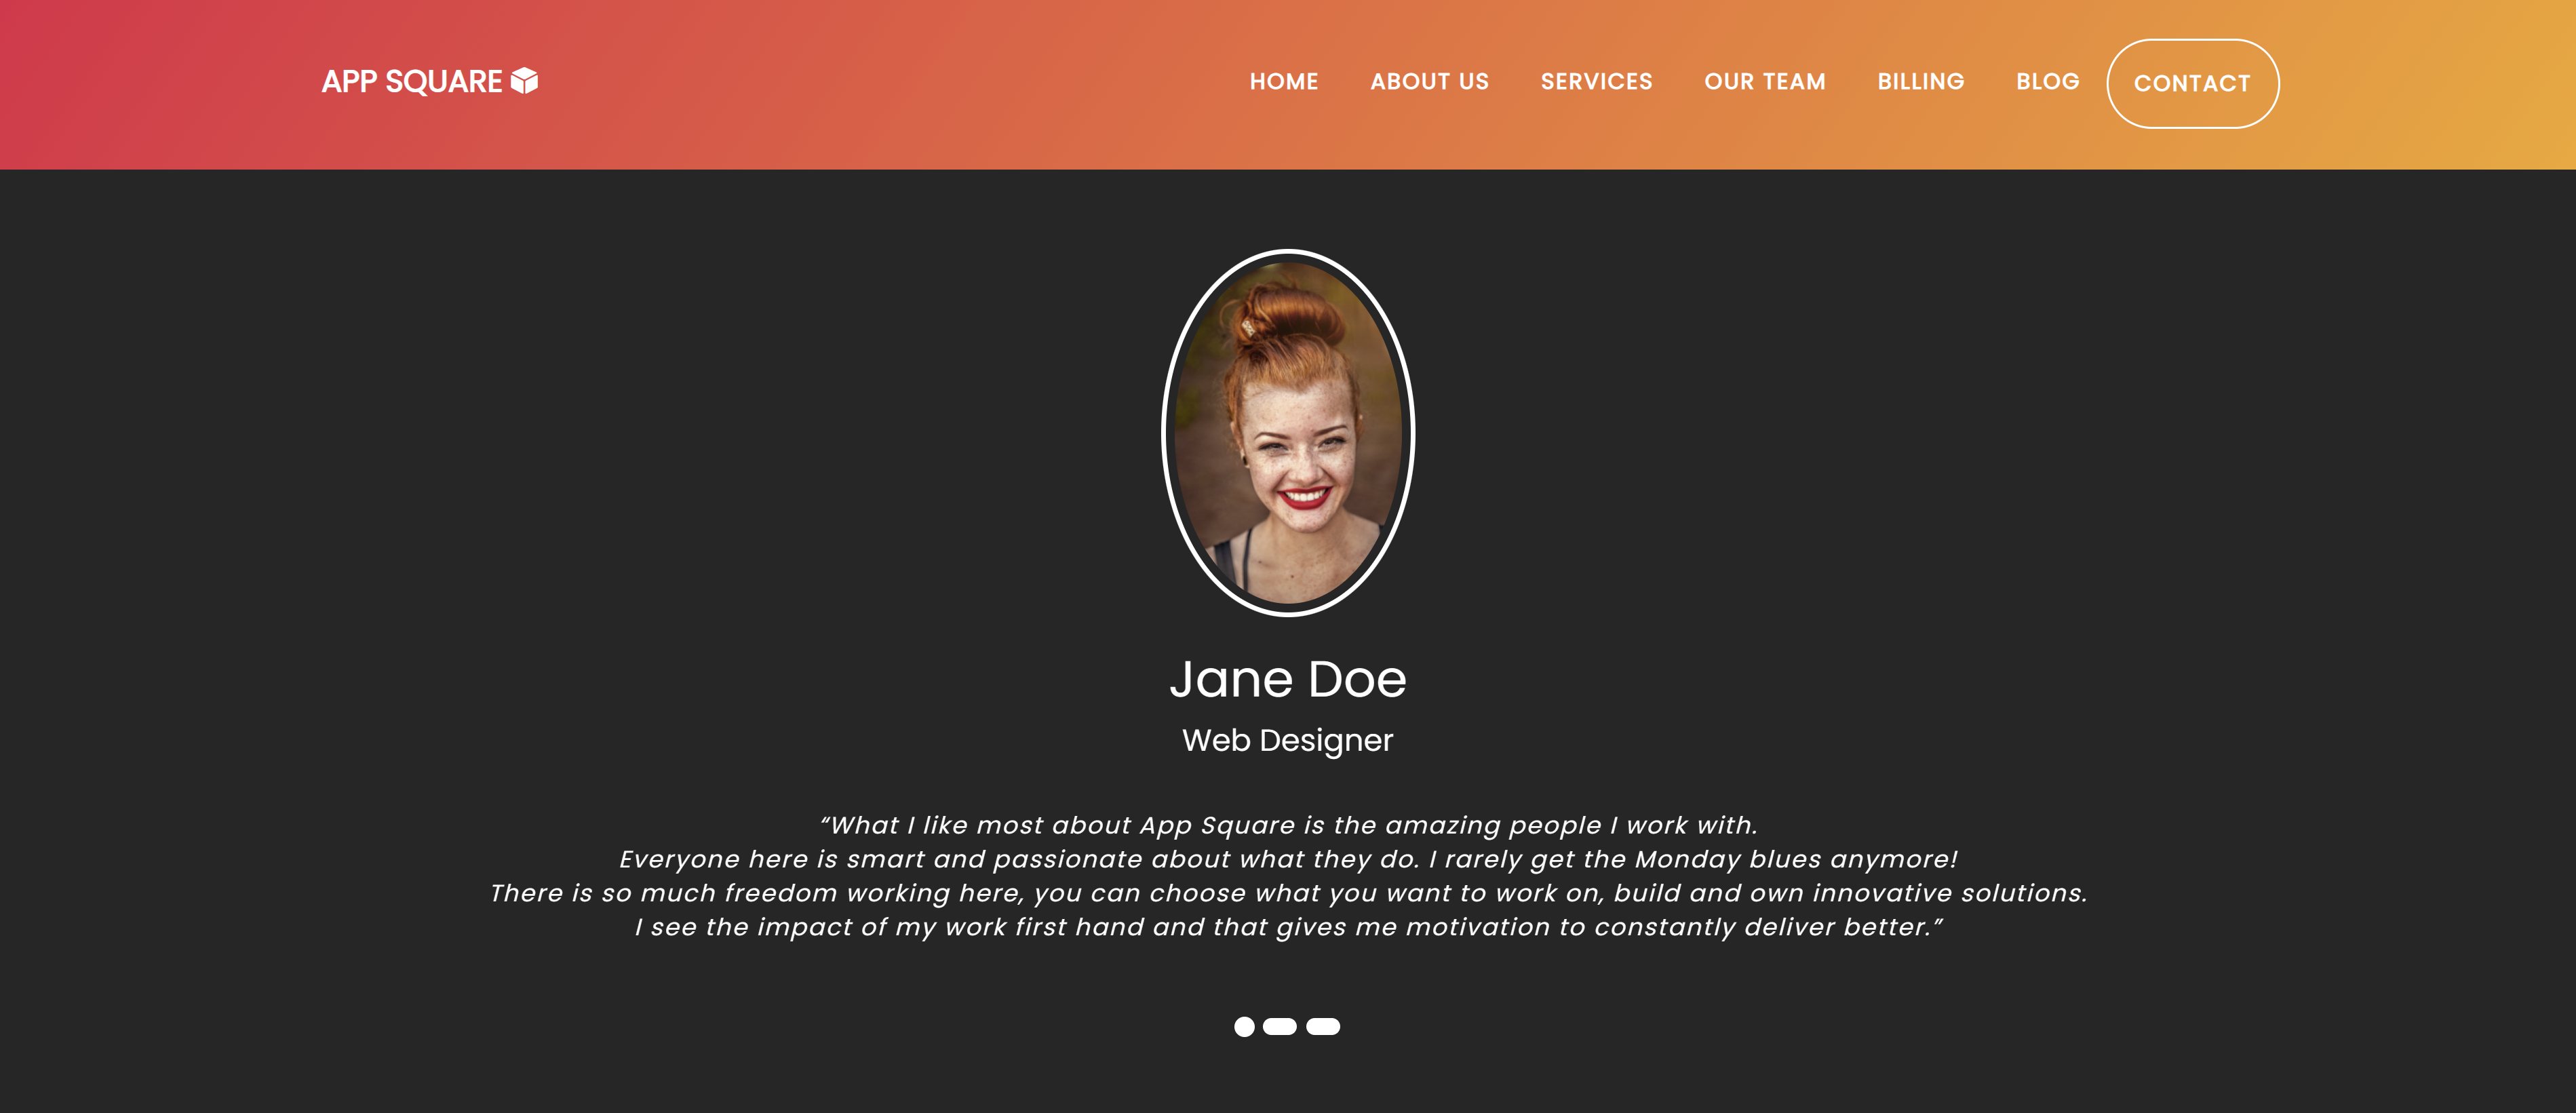 APP SQUARE
HOME ABOUT US SERVICES OUR TEAM BILLING BLOG CONTACT
Jane Doe
Web Designer
“What I like most about App Square is the amazing people I work with.
Everyone here is smart and passionate about what they do. I rarely get the Monday blues anymore!
There is so much freedom working here, you can choose what you want to work on, build and own innovative solutions.
I see the impact of my work first hand and that gives me motivation to constantly deliver better.”